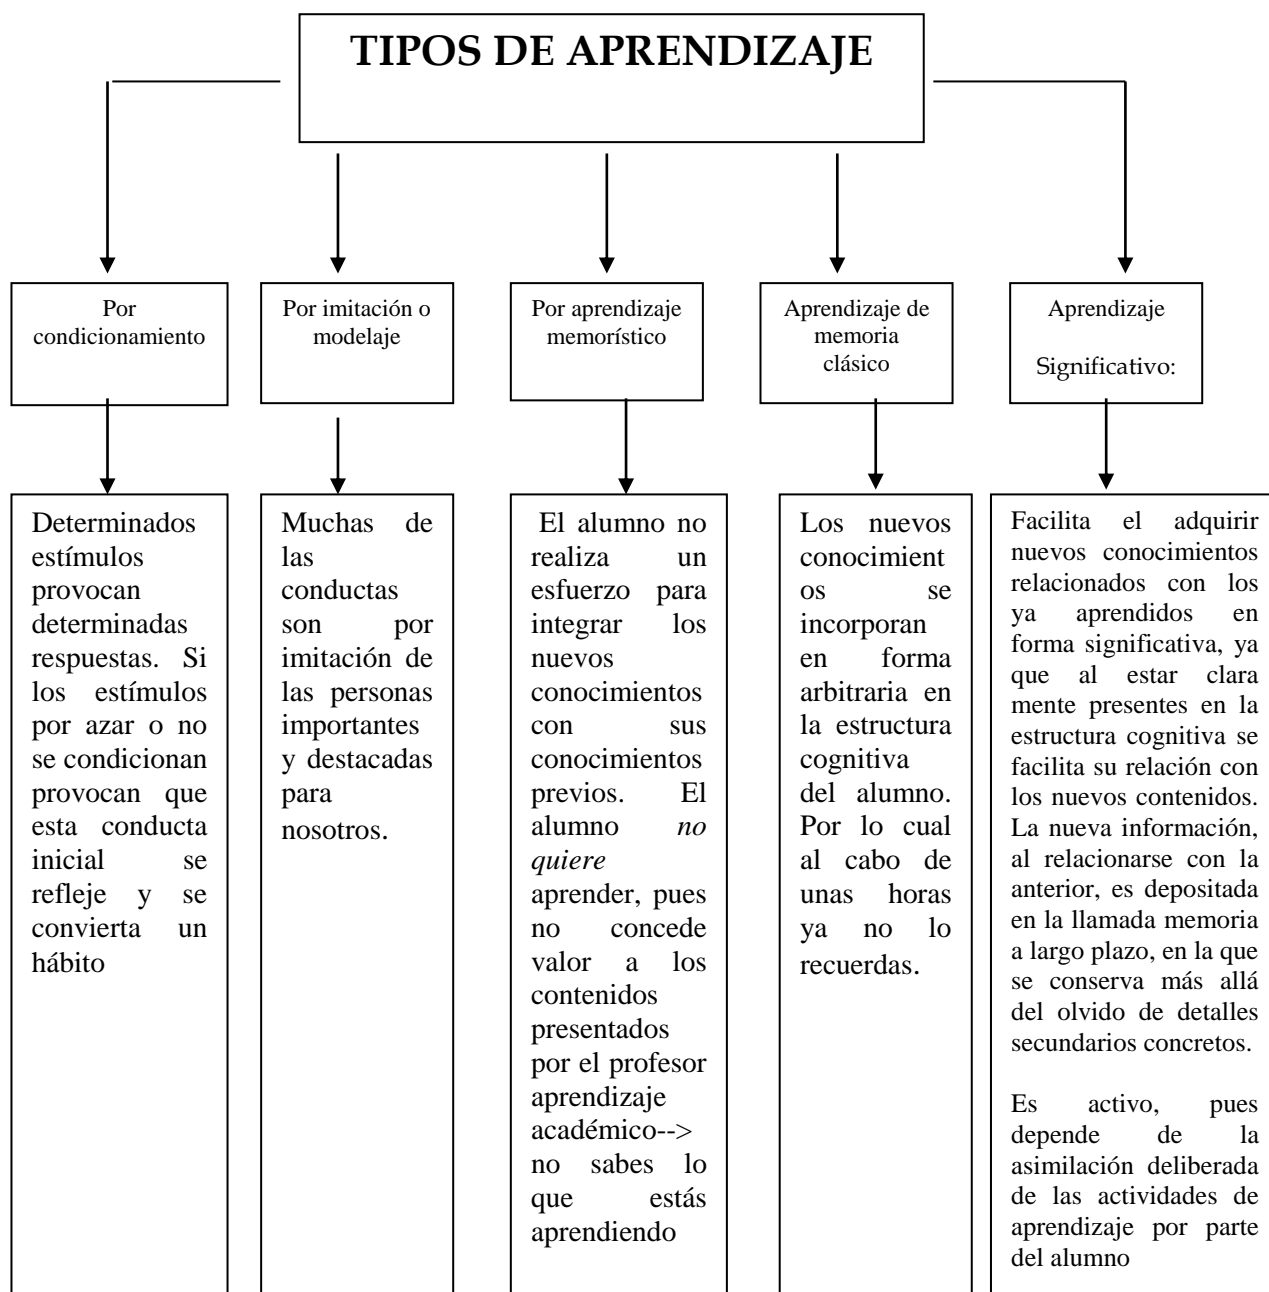 TIPOS DE APRENDIZAJE
Por
condicionamiento
Por imitación o
modelaje
Por aprendizaje
memorístico
Aprendizaje de
memoria
clásico
Aprendizaje
Significativo:
Determinados
estímulos
provocan
determinadas
respuestas. Si
los estímulos
por azar o no
se condicionan
provocan que
esta conducta
inicial se
refleje y se
convierta un
hábito
Muchas de
las
conductas
son por
imitación de
las personas
importantes
y destacadas
para
nosotros.
El alumno no
realiza un
esfuerzo para
integrar los
nuevos
conocimientos
con sus
conocimientos
previos. El
alumno no
quiere
aprender, pues
no concede
valor a los
contenidos
presentados
por el profesor
aprendizaje
académico-->
no sabes lo
que estás
aprendiendo
Los nuevos
conocimient
os se
incorporan
en forma
arbitraria en
la estructura
cognitiva
del alumno.
Por lo cual
al cabo de
unas horas
ya no lo
recuerdas.
Facilita el adquirir
nuevos conocimientos
relacionados con los
ya aprendidos en
forma significativa, ya
que al estar clara
mente presentes en la
estructura cognitiva se
facilita su relación con
los nuevos contenidos.
La nueva información,
al relacionarse con la
anterior, es depositada
en la llamada memoria
a largo plazo, en la que
se conserva más allá
del olvido de detalles
secundarios concretos.
Es activo, pues
depende de la
asimilación deliberada
de las actividades de
aprendizaje por parte
del alumno